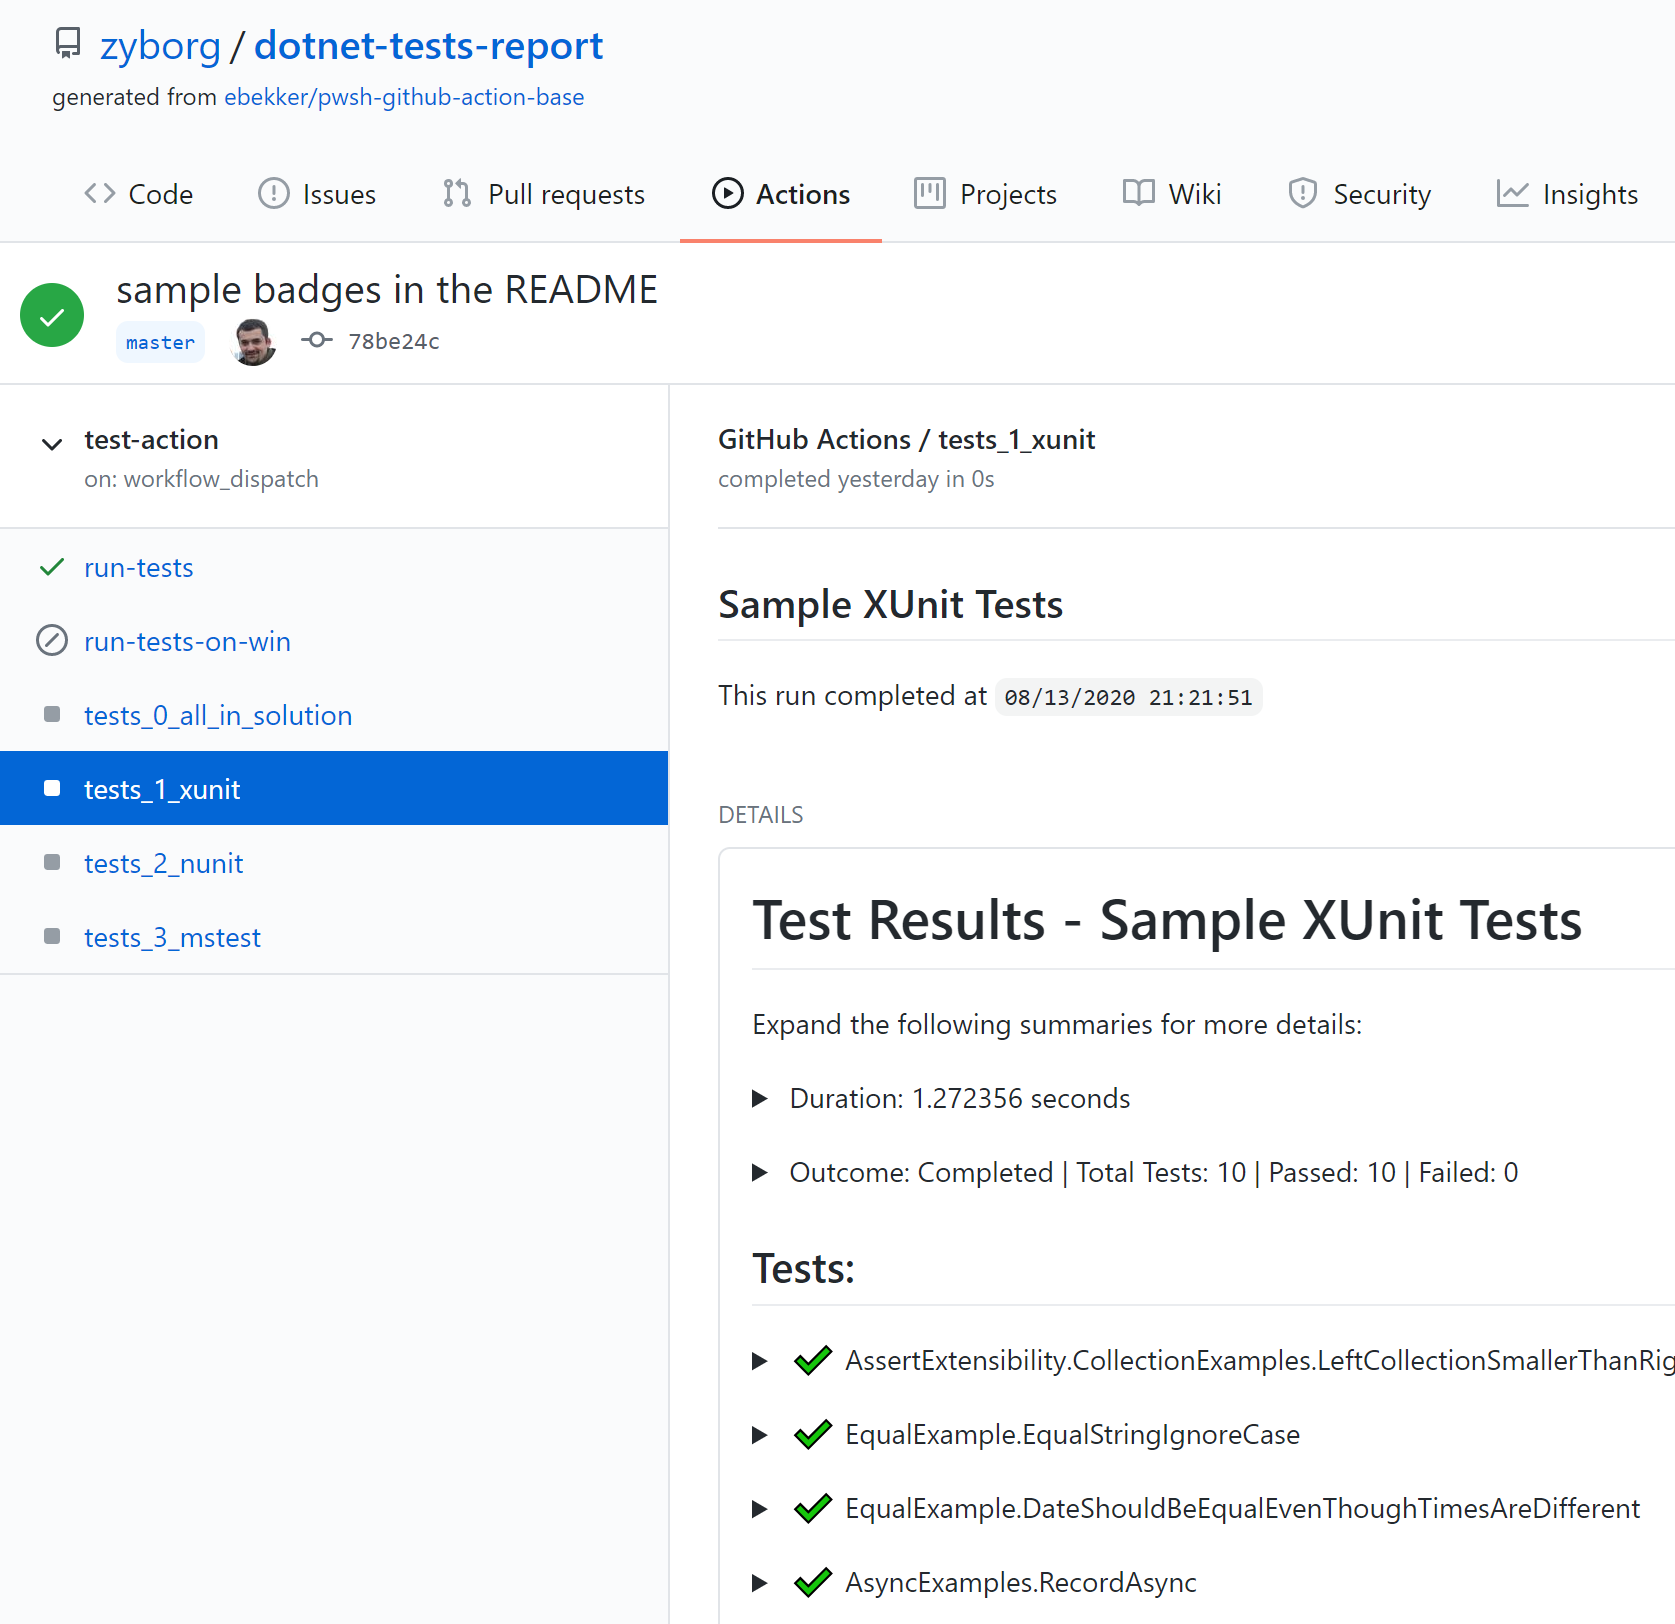 zyborg / dotnet-tests-report
generated from ebekker/pwsh-github-action-base
Code Issues Pull requests Actions Projects Wiki Security Insights
sample badges in the README
master 78be24c
test-action
on: workflow_dispatch
run-tests
run-tests-on-win
tests_0_all_in_solution
tests_1_xunit
tests_2_nunit
tests_3_mstest
GitHub Actions / tests_1_xunit
completed yesterday in 0s
Sample XUnit Tests
This run completed at 08/13/2020 21:21:51
DETAILS
Test Results - Sample XUnit Tests
Expand the following summaries for more details:
Duration: 1.272356 seconds
Outcome: Completed | Total Tests: 10 | Passed: 10 | Failed: 0
Tests:
AssertExtensibility.CollectionExamples.LeftCollectionSmallerThanRig
EqualExample.EqualStringIgnoreCase
EqualExample.DateShouldBeEqualEvenThoughTimesAreDifferent
AsyncExamples.RecordAsync